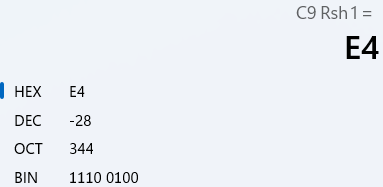 C9 Rsh 1 =
E4
HEX E4
DEC -28
OCT 344
BIN 1110 0100